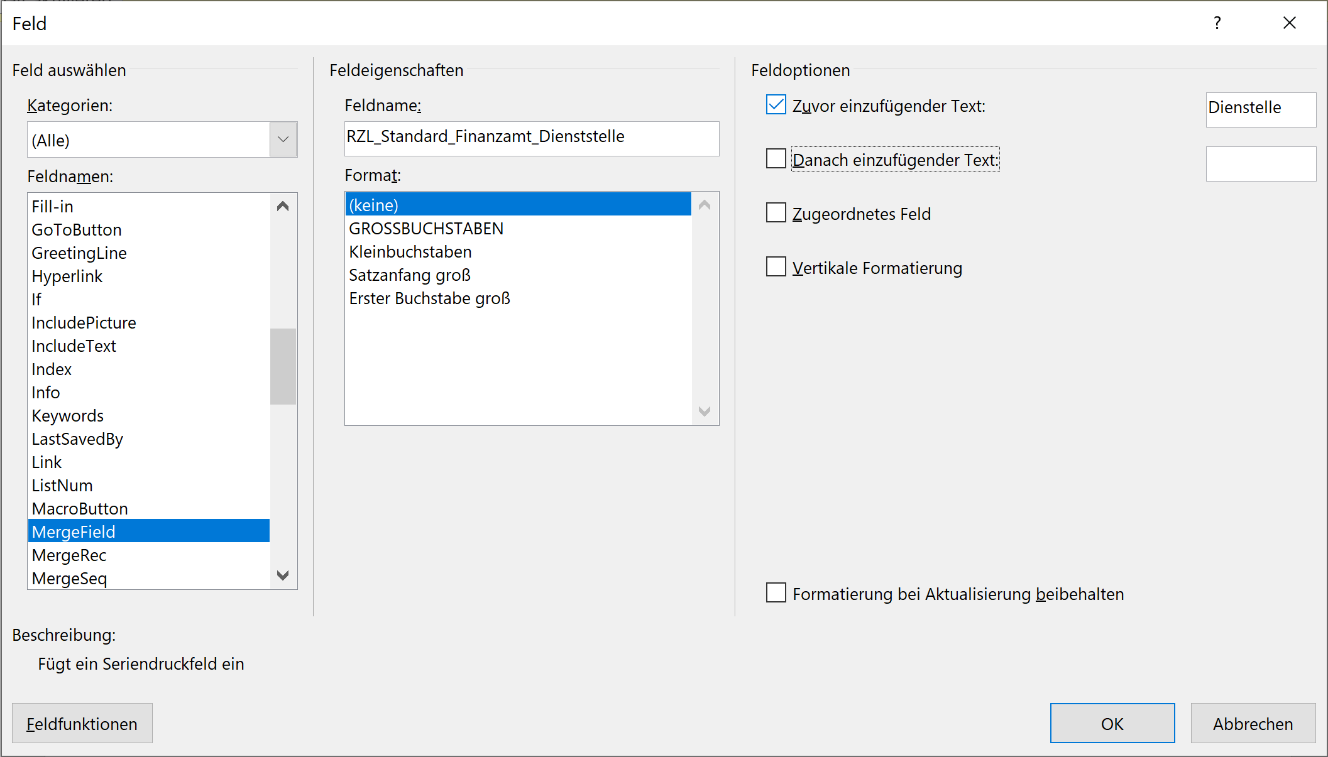 Feld
?
Feld auswählen
Kategorien:
(Alle)
Feldnamen:
Fill-in
GoToButton
GreetingLine
Hyperlink
If
IncludePicture
IncludeText
Index
Info
Keywords
LastSavedBy
Link
ListNum
MacroButton
MergeField
MergeRec
MergeSeq
Feldeigenschaften
Feldname:
RZL_Standard_Finanzamt_Dienststelle
Format:
(keine)
GROSSBUCHSTABEN
Kleinbuchstaben
Satzanfang groß
Erster Buchstabe groß
Feldoptionen
Zuvor einzufügender Text:
Dienstelle
Danach einzufügender Text:
Zugeordnetes Feld
Vertikale Formatierung
Formatierung bei Aktualisierung beibehalten
Beschreibung:
Fügt ein Seriendruckfeld ein
Feldfunktionen
OK
Abbrechen